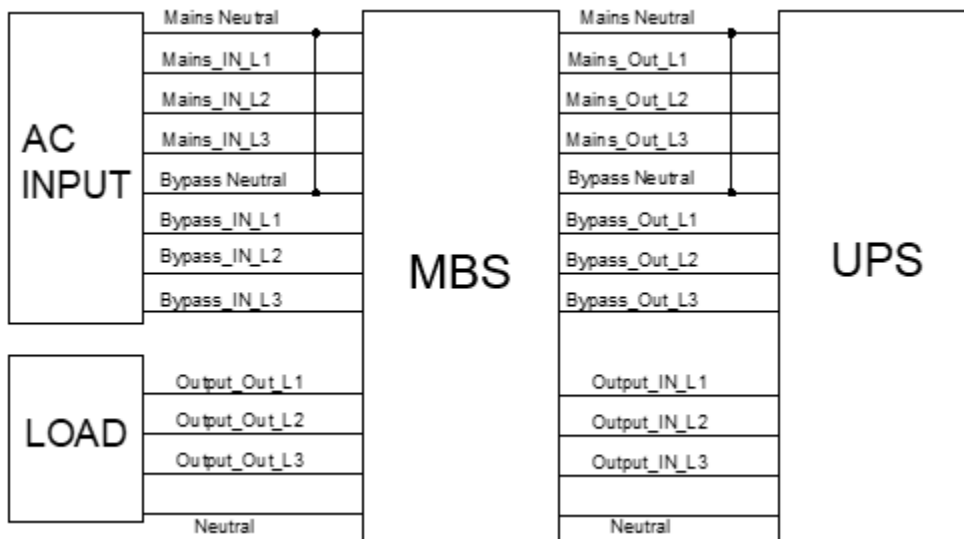 Mains Neutral
Mains_IN_L1
Mains_IN_L2
Mains_IN_L3
Bypass Neutral
Bypass_IN_L1
Bypass_IN_L2
Bypass_IN_L3
AC
INPUT
Output_Out_L1
Output_Out_L2
Output_Out_L3
Neutral
LOAD
MBS
Mains Neutral
Mains_Out_L1
Mains_Out_L2
Mains_Out_L3
Bypass Neutral
Bypass_Out_L1
Bypass_Out_L2
Bypass_Out_L3
Output_IN_L1
Output_IN_L2
Output_IN_L3
Neutral
UPS